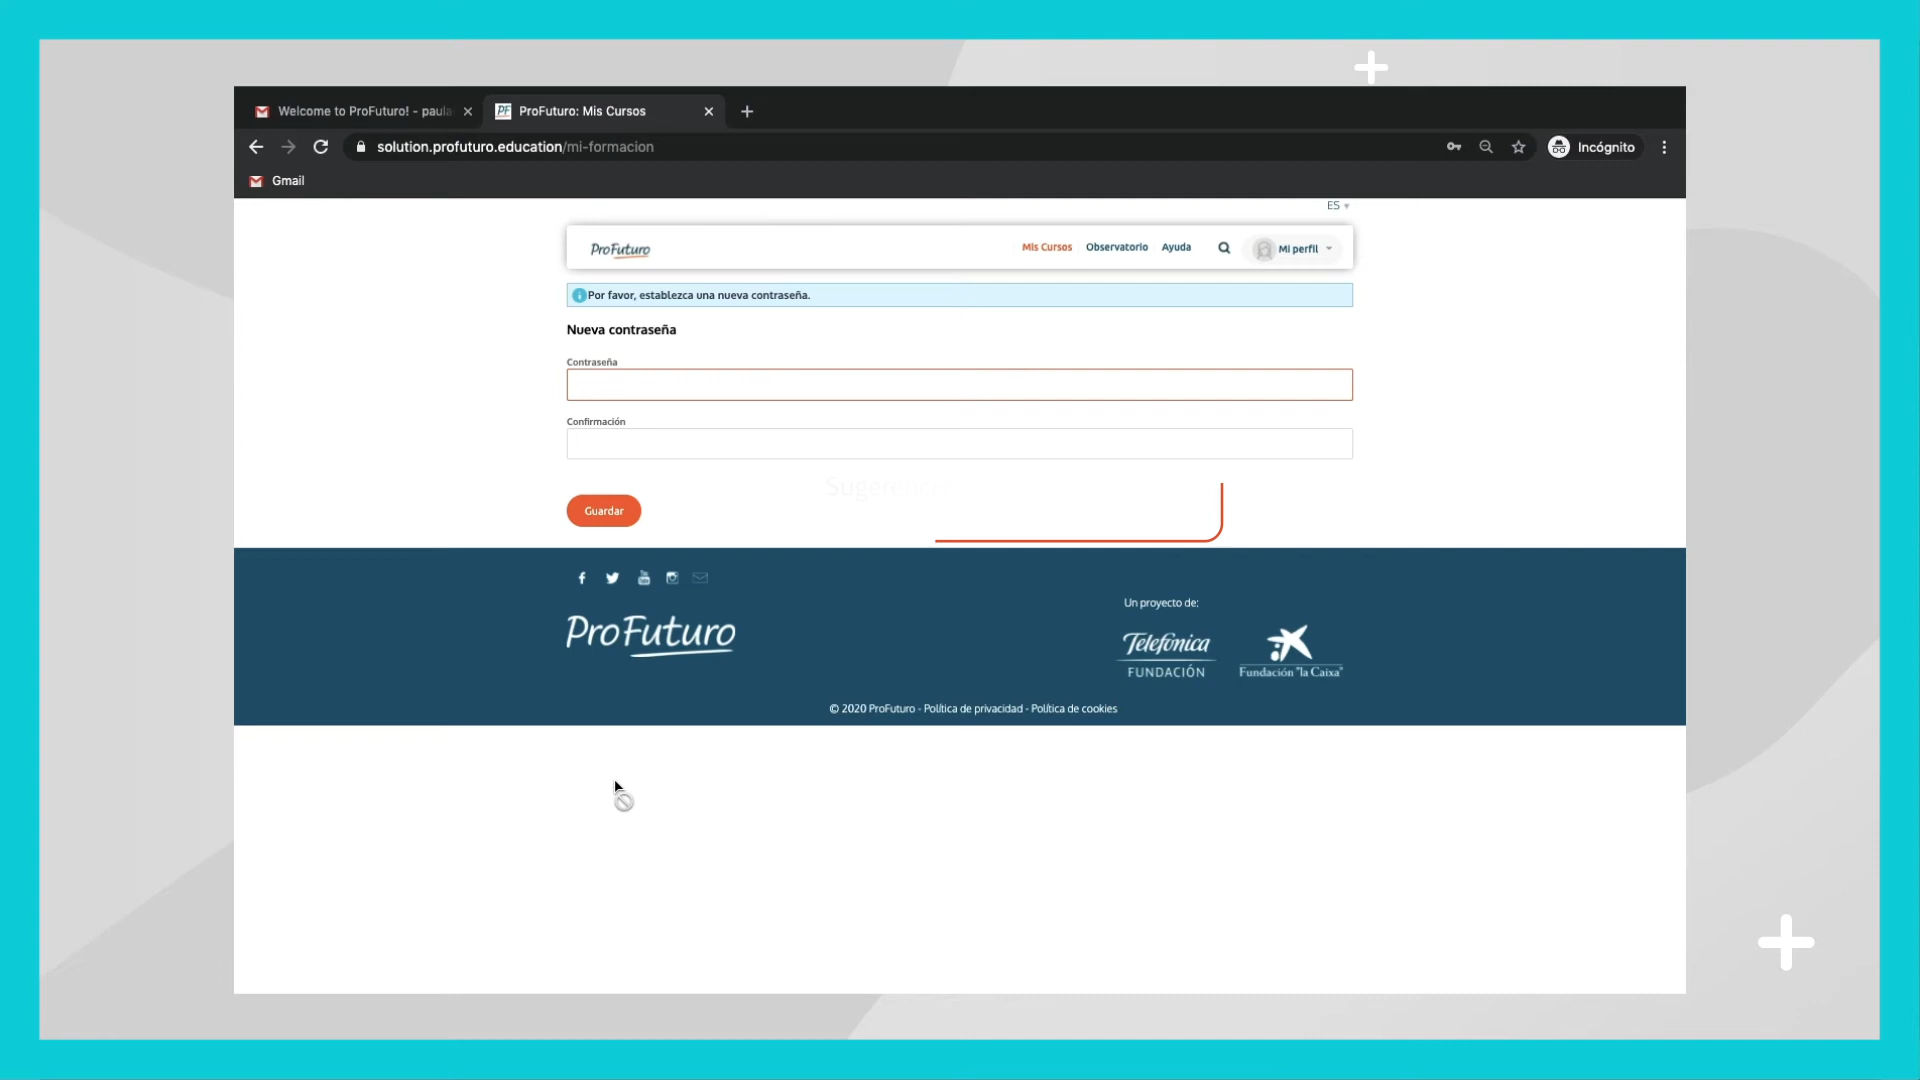 Welcome to ProFuturo! - paula
ProFuturo: Mis Cursos
solution.profuturo.education/mi-formacion
Incógnito
Gmail
ES
ProFuturo
Mis Cursos
Observatorio
Ayuda
Mi perfil
Por favor, establezca una nueva contraseña.
Nueva contraseña
Contraseña
Confirmación
Guardar
ProFuturo
Un proyecto de:
Telefónica
FUNDACIÓN
Fundación "la Caixa"
© 2020 ProFuturo - Política de privacidad - Política de cookies